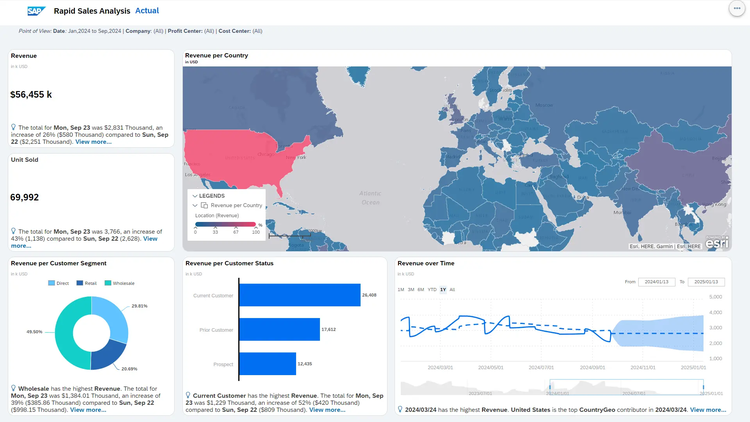 SAP Rapid Sales Analysis Actual
Point of View: Date: Jan,2024 to Sep,2024 | Company: (All) | Profit Center: (All) | Cost Center: (All)
Revenue
in k USD
$56,455 k
The total for Mon, Sep 23 was $2,831 Thousand, an
increase of 26% ($580 Thousand) compared to Sun, Sep
22 ($2,251 Thousand). View more...
Unit Sold
69,992
The total for Mon, Sep 23 was 3,766, an increase of
43% (1,138) compared to Sun, Sep 22 (2,628). View
more...
Revenue per Country
in USD
Atlantic
Ocean
LEGENDS
Revenue per Country
Location (Revenue)
%
0 33 67 100
Esri, HERE, Garmin | Esri, HERE
esri
Revenue per Customer Segment
in k USD
Direct Retail Wholesale
29.81%
49.50%
20.69%
Wholesale has the highest Revenue. The total for
Mon, Sep 23 was $1,384.01 Thousand, an increase of
39% ($385.86 Thousand) compared to Sun, Sep 22
($998.15 Thousand). View more...
Revenue per Customer Status
in k USD
Current Customer 26,409
Prior Customer 17,612
Prospect 12,435
Current Customer has the highest Revenue. The total for
Mon, Sep 23 was $1,229 Thousand, an increase of 52% ($420
Thousand) compared to Sun, Sep 22 ($809 Thousand). View
more...
Revenue over Time
in k USD
From 2024/01/13 To 2025/01/13
1M 3M 6M YTD 1Y All
5,000
4,000
3,000
2,000
1,000
2024/03/01 2024/05/01 2024/07/01 2024/09/01 2024/11/01 2025/01/01
2024/03/24 has the highest Revenue. United States is the top CountryGeo contributor in 2024/03/24. View more...